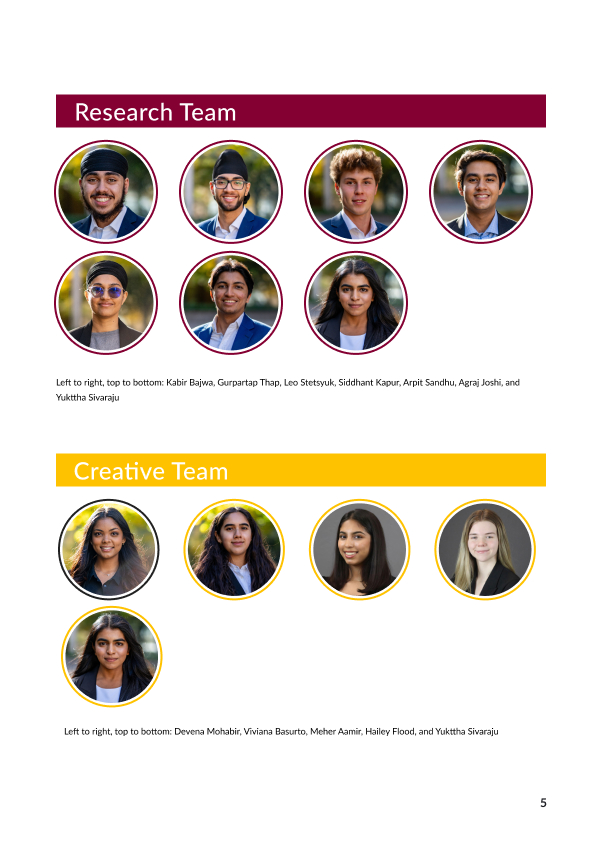 Research Team
Left to right, top to bottom: Kabir Bajwa, Gurpartap Thap, Leo Stetsyuk, Siddhant Kapur, Arpit Sandhu, Agraj Joshi, and
Yukttha Sivaraju
Creative Team
Left to right, top to bottom: Devena Mohabir, Viviana Basurto, Meher Aamir, Hailey Flood, and Yukttha Sivaraju
5